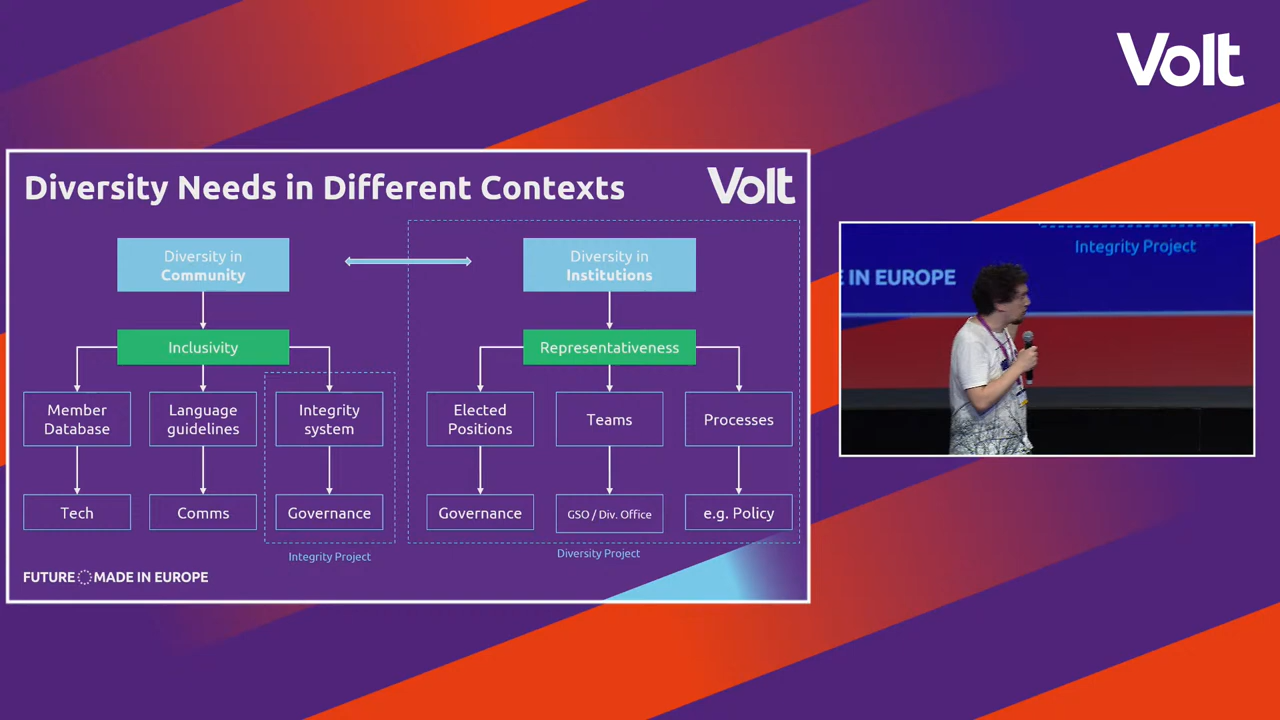 Volt
Diversity Needs in Different Contexts
Volt
Diversity in
Community
Diversity in
Institutions
Inclusivity
Representativeness
Member
Database
Language
guidelines
Integrity
system
Elected
Positions
Teams
Processes
Tech
Comms
Governance
Governance
GSO / Div. Office
e.g. Policy
Integrity Project
Diversity Project
FUTURE MADE IN EUROPE
Integrity Project
E IN EUROPE